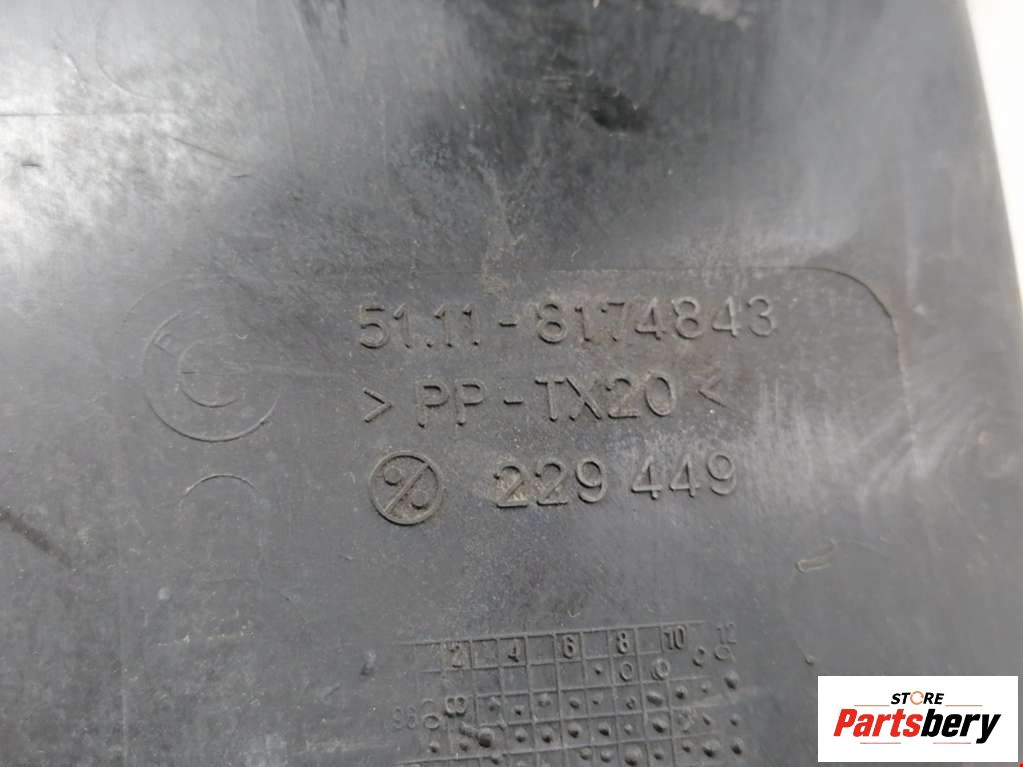 51.11-8174843
> PP-TX20 <
229 449
2 4 6 8 10 12
STORE
Partsbery